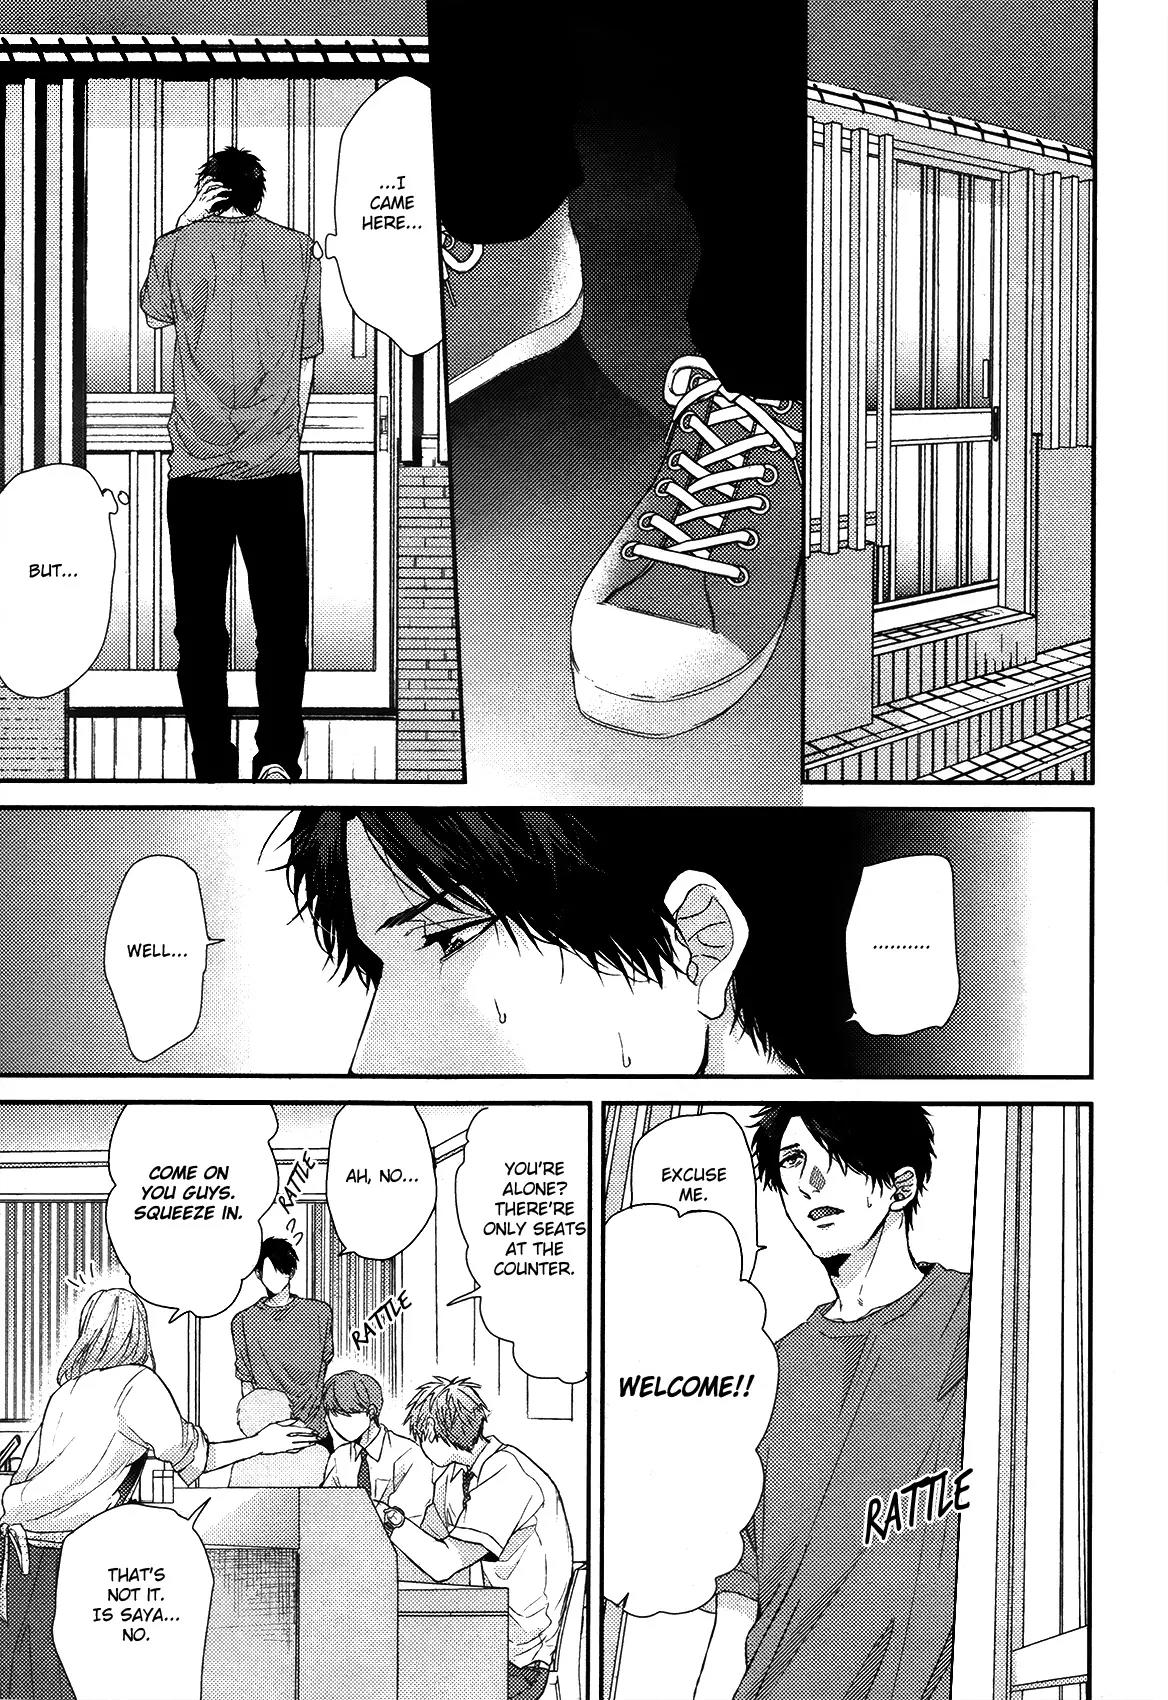 ...I
CAME
HERE...
BUT...
..........
WELL...
EXCUSE
ME.
WELCOME!!
RATTLE
YOU'RE
ALONE?
THERE'RE
ONLY SEATS
AT THE
COUNTER.
AH, NO...
RATTLE
RATTLE
COME ON
YOU GUYS.
SQUEEZE IN.
THAT'S
NOT IT.
IS SAYA...
NO.